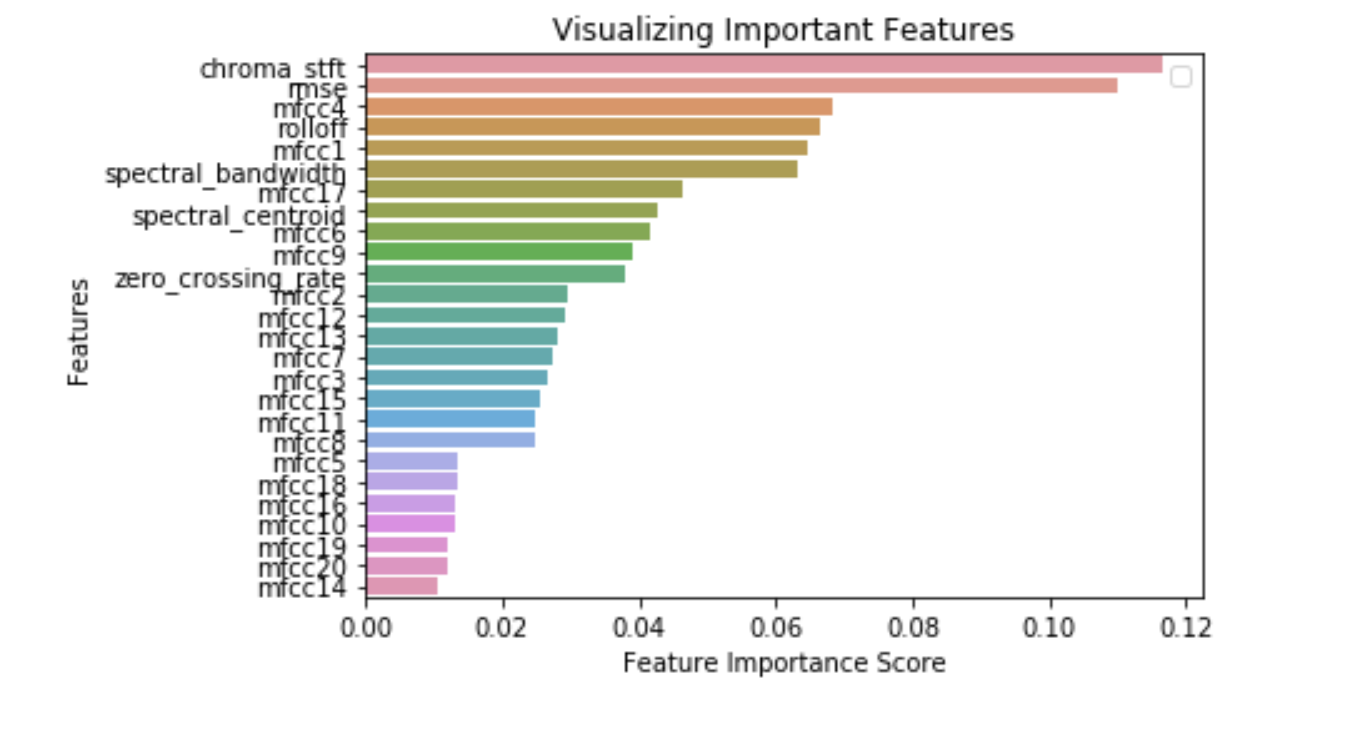 Visualizing Important Features
chroma_stft
rmse
mfcc4
rolloff
mfcc1
spectral_bandwidth
mfcc17
spectral_centroid
mfcc6
mfcc9
zero_crossing_rate
mfcc2
mfcc12
mfcc13
mfcc7
mfcc3
mfcc15
mfcc11
mfcc8
mfcc5
mfcc18
mfcc16
mfcc10
mfcc19
mfcc20
mfcc14
Features
0.00 0.02 0.04 0.06 0.08 0.10 0.12
Feature Importance Score